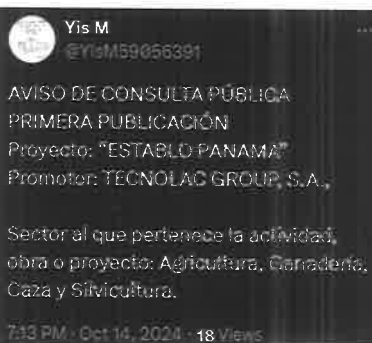 Yis M
@YisM59056391
AVISO DE CONSULTA PÚBLICA
PRIMERA PUBLICACIÓN
Proyecto: "ESTABLO PANAMA"
Promotor: TECNOLAC GROUP, S.A.,
Sector al que pertenece la actividad,
obra o proyecto: Agricultura, Ganadería,
Caza y Silvicultura.
7:13 PM · Oct 14, 2024 · 18 Views